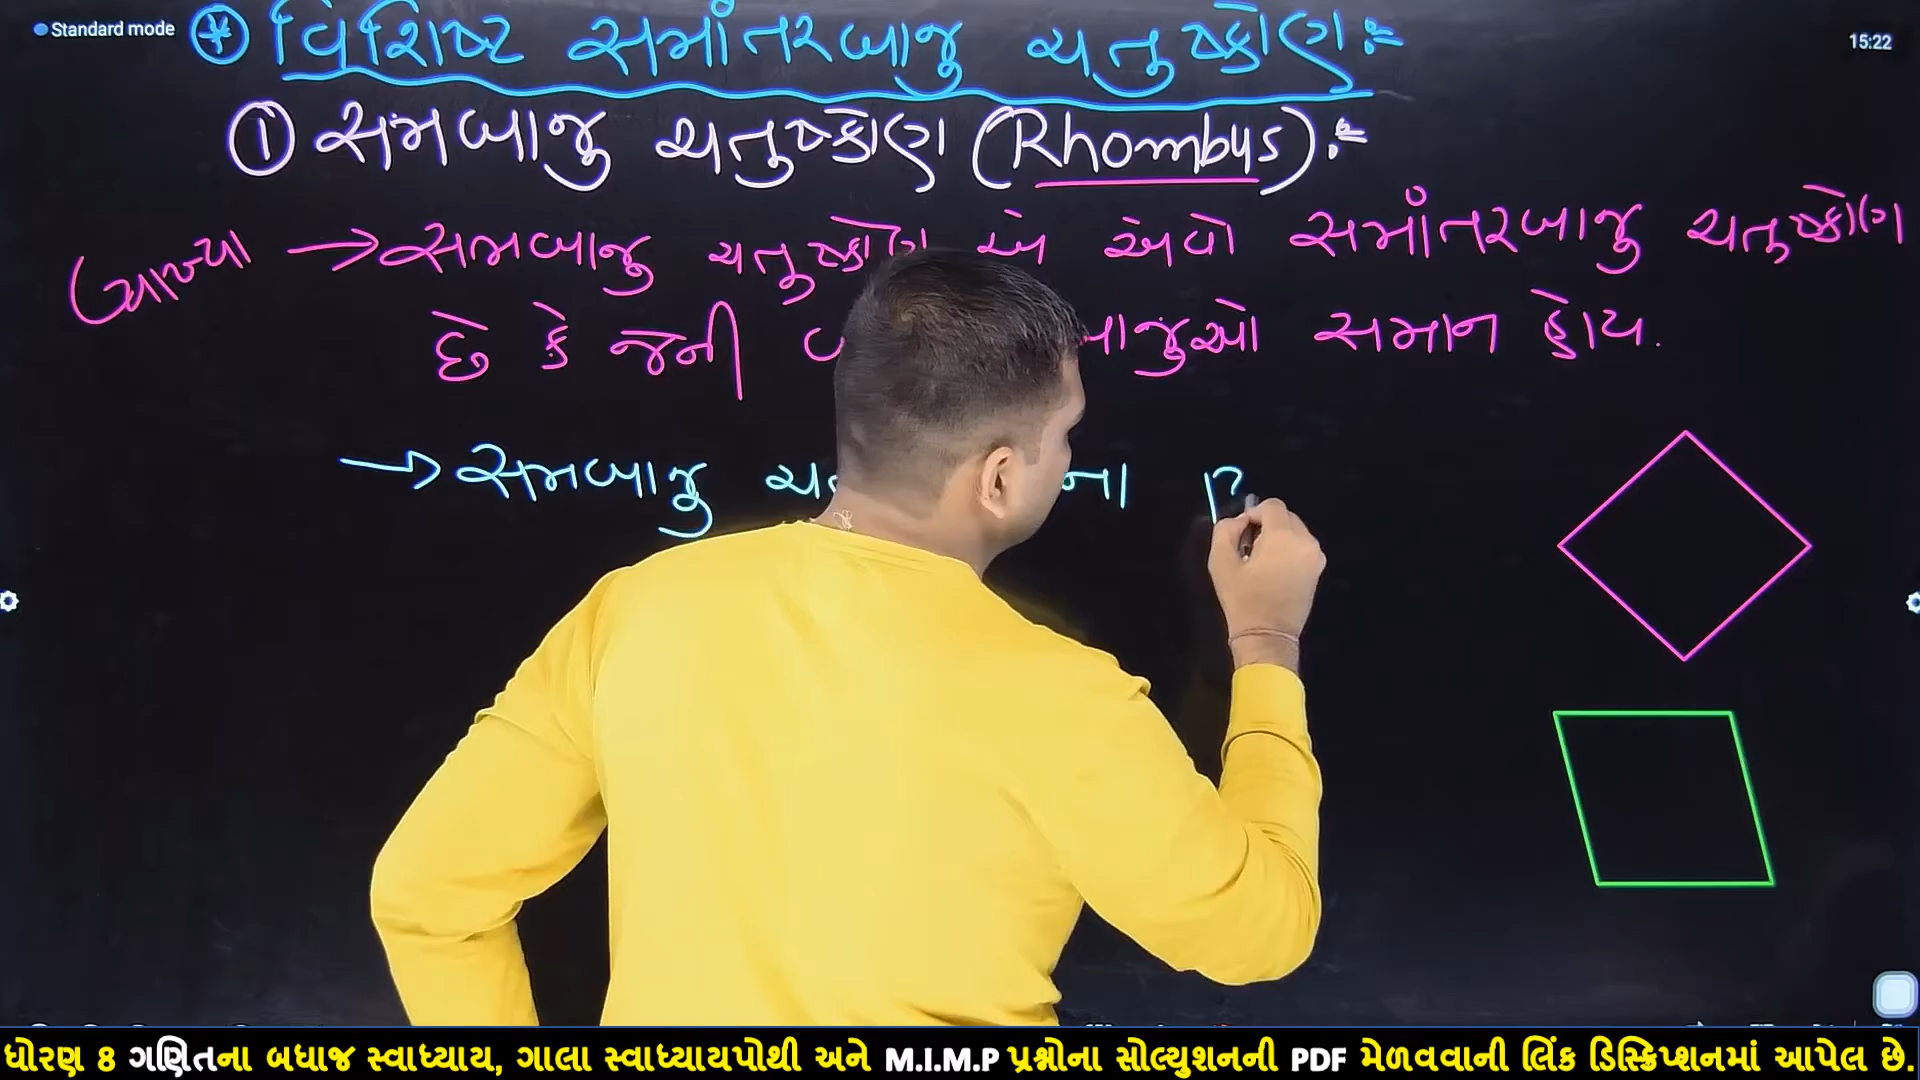 Standard mode
15:22
વિશિષ્ટ સમાંતરબાજુ ચતુષ્કોણ :-
① સમબાજુ ચતુષ્કોણ (Rhombus) :-
વ્યાખ્યા → સમબાજુ ચતુષ્કોણ એ એવો સમાંતરબાજુ ચતુષ્કોણ
છે કે જેની બાજુઓ સમાન હોય.
→ સમબાજુ
ધોરણ 8 ગણિતના બધાજ સ્વાધ્યાય, ગાલા સ્વાધ્યાયપોથી અને M.I.M.P પ્રશ્નોના સોલ્યુશનની PDF મેળવવાની લિંક ડિસ્ક્રિપ્શનમાં આપેલ છે.